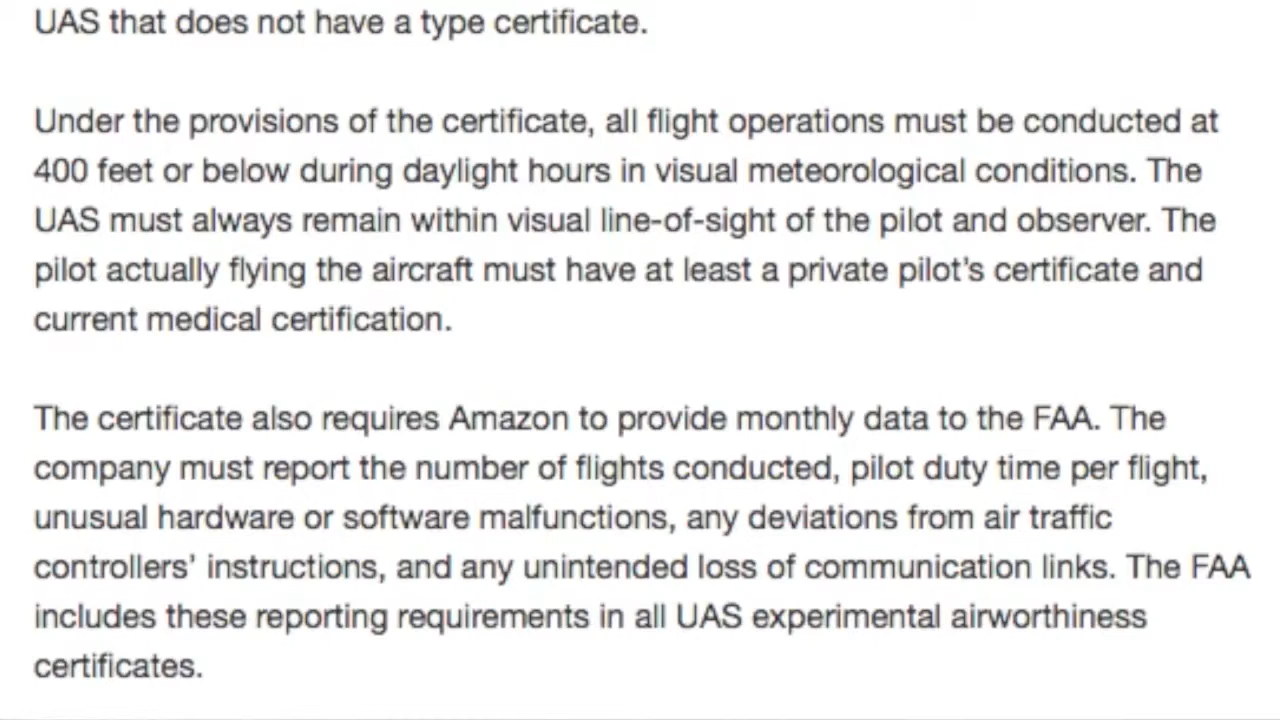 UAS that does not have a type certificate.
Under the provisions of the certificate, all flight operations must be conducted at
400 feet or below during daylight hours in visual meteorological conditions. The
UAS must always remain within visual line-of-sight of the pilot and observer. The
pilot actually flying the aircraft must have at least a private pilot’s certificate and
current medical certification.
The certificate also requires Amazon to provide monthly data to the FAA. The
company must report the number of flights conducted, pilot duty time per flight,
unusual hardware or software malfunctions, any deviations from air traffic
controllers’ instructions, and any unintended loss of communication links. The FAA
includes these reporting requirements in all UAS experimental airworthiness
certificates.